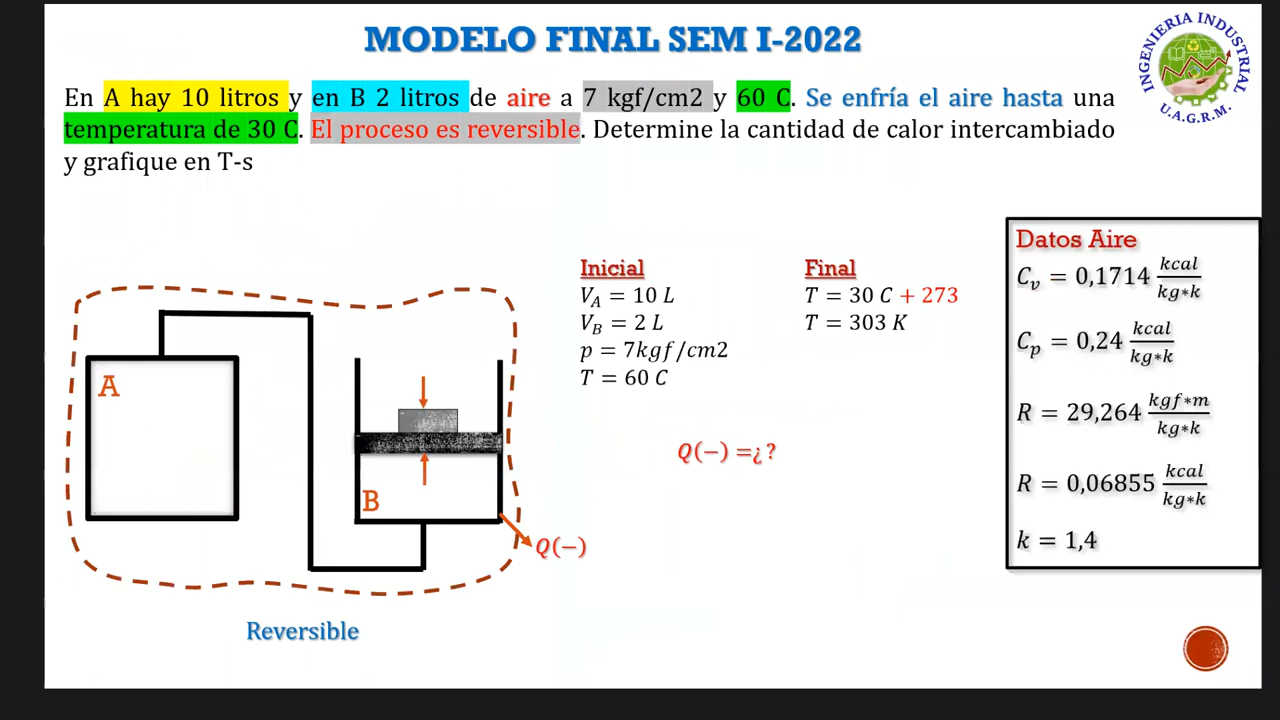 MODELO FINAL SEM I-2022
INGENIERIA INDUSTRIAL
U.A.G.R.M.
En A hay 10 litros y en B 2 litros de aire a 7 kgf/cm2 y 60 C. Se enfría el aire hasta una
temperatura de 30 C. El proceso es reversible. Determine la cantidad de calor intercambiado
y grafique en T-s
Inicial
V_A = 10 L
V_B = 2 L
p = 7kgf/cm2
T = 60 C
Final
T = 30 C + 273
T = 303 K
Q(−) =¿?
Datos Aire
C_v = 0,1714 kcal/kg∗k
C_p = 0,24 kcal/kg∗k
R = 29,264 kgf∗m/kg∗k
R = 0,06855 kcal/kg∗k
k = 1,4
A
B
Q(−)
Reversible